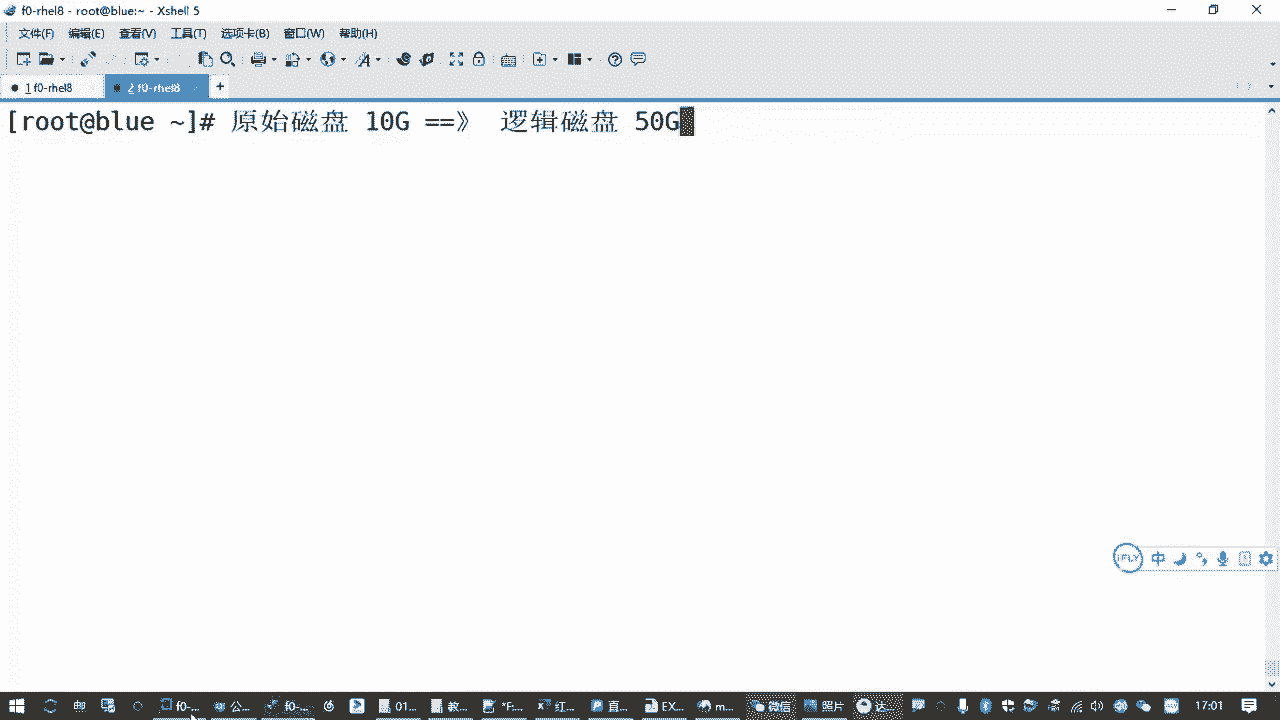 f0-rhel8 - root@blue:~ - Xshell 5
文件(F) 编辑(E) 查看(V) 工具(T) 选项卡(B) 窗口(W) 帮助(H)
1 f0-rhel8
2 f0-rhel8
+
[root@blue ~]# 原始磁盘 10G ==》 逻辑磁盘 50G
iFLY 中
f0-... 公... f0-... 01... 教... *F... 红... 直... EX... m... 微信 照片 17:01